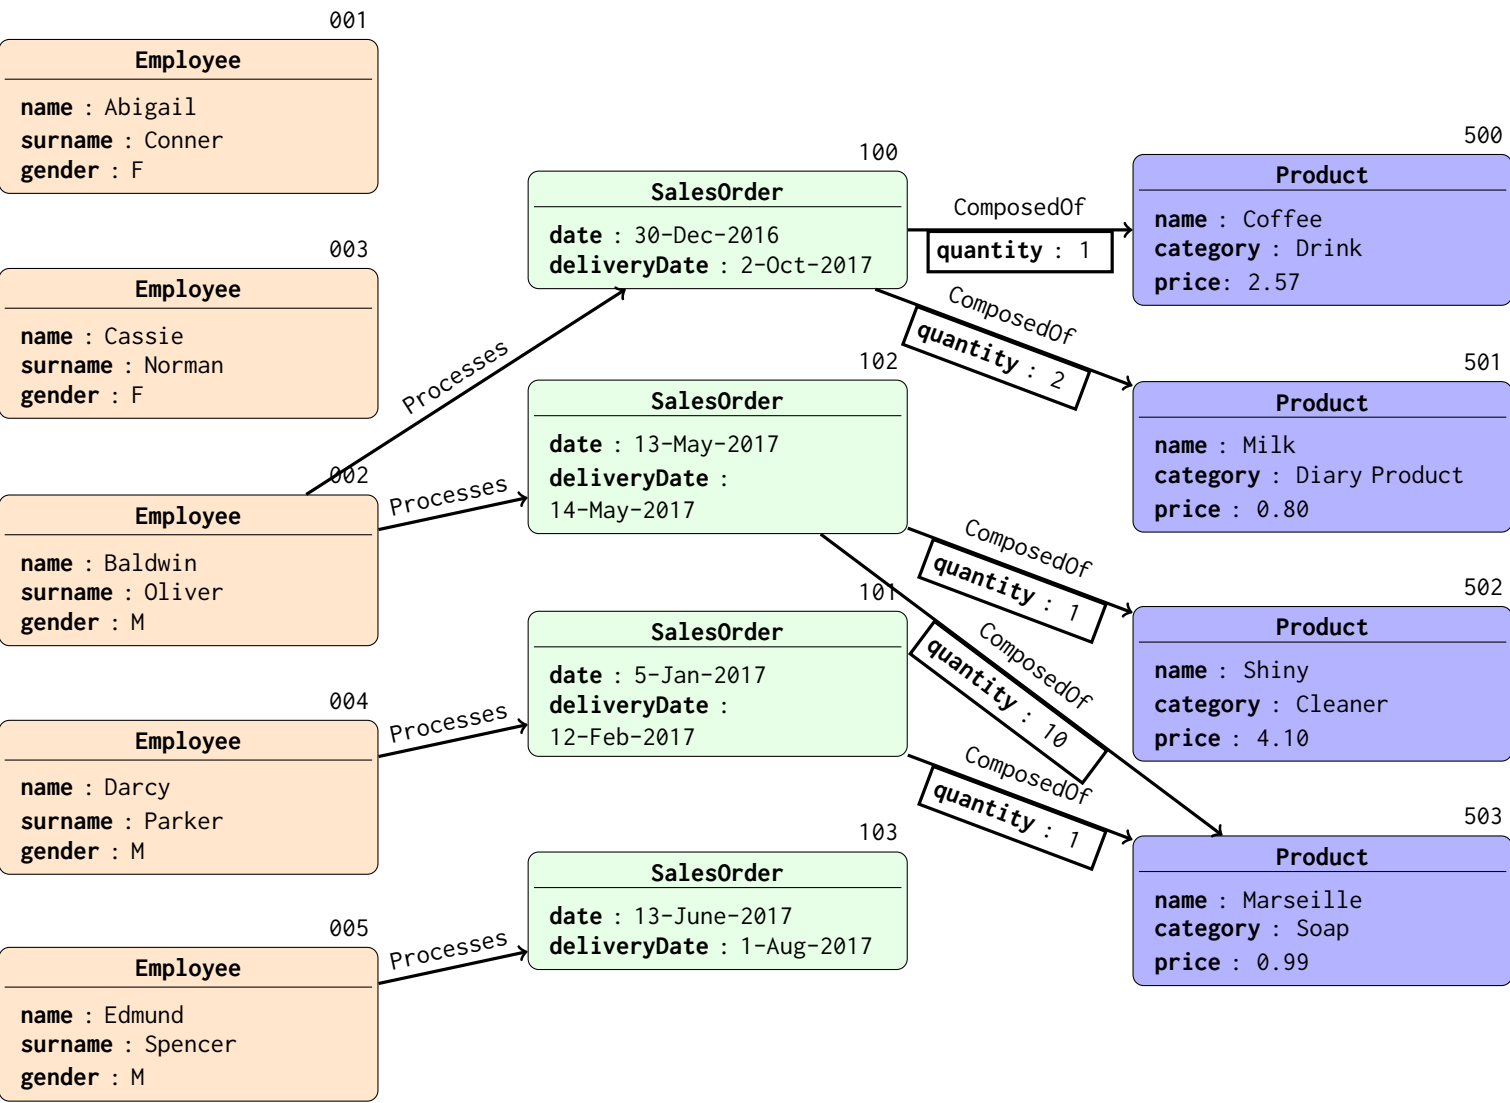 001
Employee
name : Abigail
surname : Conner
gender : F
003
Employee
name : Cassie
surname : Norman
gender : F
002
Employee
name : Baldwin
surname : Oliver
gender : M
004
Employee
name : Darcy
surname : Parker
gender : M
005
Employee
name : Edmund
surname : Spencer
gender : M
Processes
Processes
Processes
Processes
100
SalesOrder
date : 30-Dec-2016
deliveryDate : 2-Oct-2017
102
SalesOrder
date : 13-May-2017
deliveryDate :
14-May-2017
101
SalesOrder
date : 5-Jan-2017
deliveryDate :
12-Feb-2017
103
SalesOrder
date : 13-June-2017
deliveryDate : 1-Aug-2017
ComposedOf
quantity : 1
ComposedOf
quantity : 2
ComposedOf
quantity : 1
ComposedOf
quantity : 10
ComposedOf
quantity : 1
500
Product
name : Coffee
category : Drink
price: 2.57
501
Product
name : Milk
category : Diary Product
price : 0.80
502
Product
name : Shiny
category : Cleaner
price : 4.10
503
Product
name : Marseille
category : Soap
price : 0.99